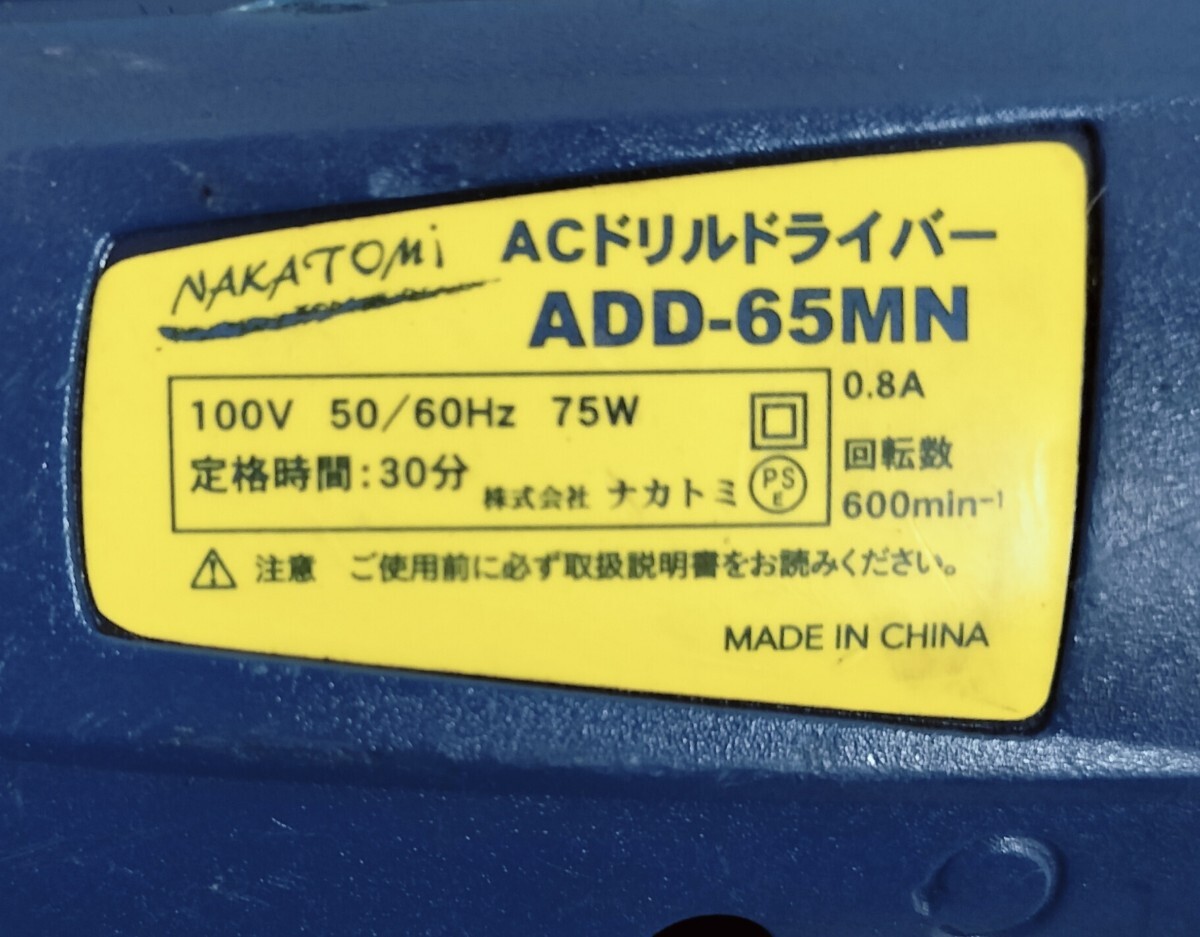 NAKATOMi
ACドリルドライバー
ADD-65MN
100V 50/60Hz 75W
定格時間:30分
株式会社 ナカトミ
PS
E
0.8A
回転数
600min-1
注意 ご使用前に必ず取扱説明書をお読みください。
MADE IN CHINA